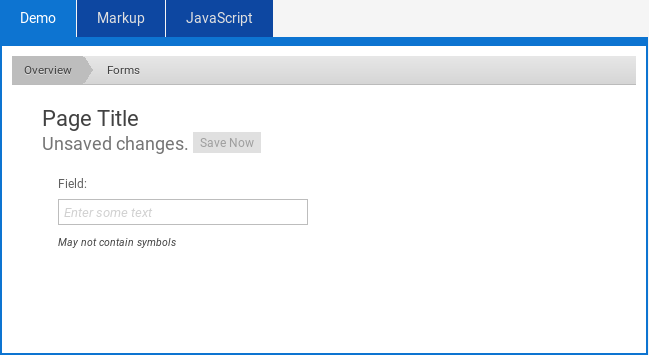 Demo Markup JavaScript
Overview Forms
Page Title
Unsaved changes. Save Now
Field:
Enter some text
May not contain symbols